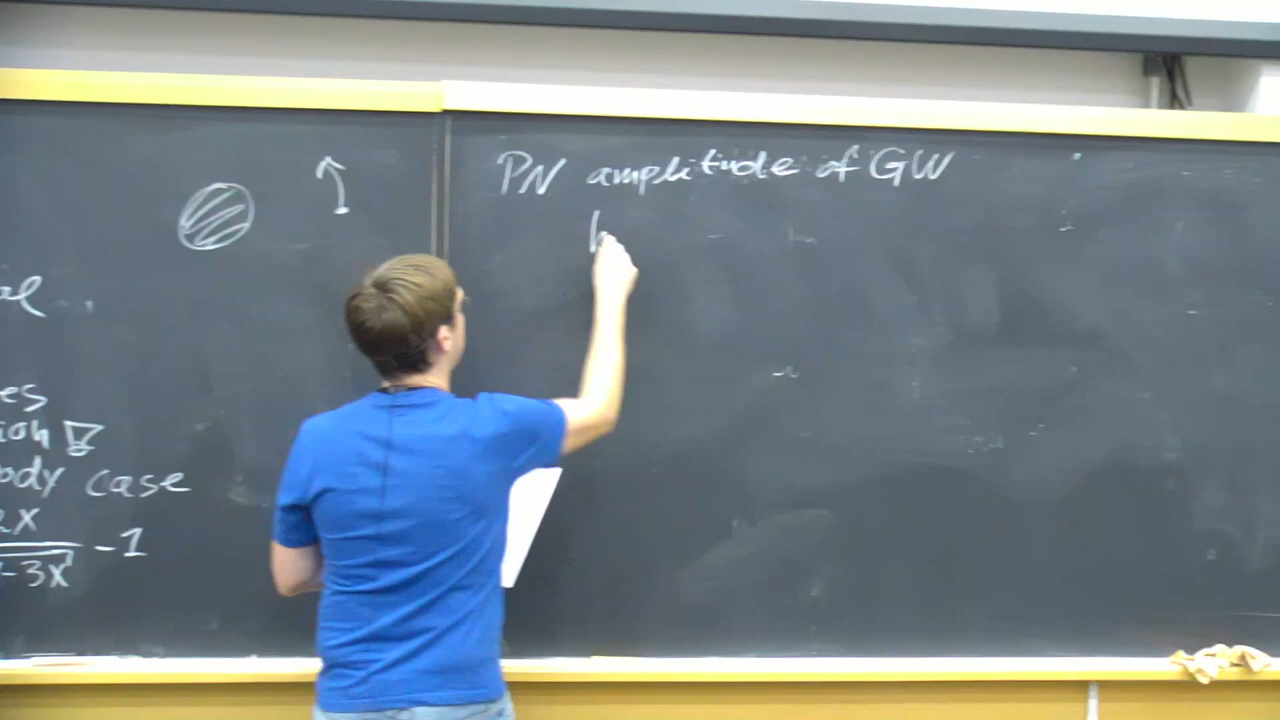 PN amplitude of GW
h
al
es
ion
ody case
2x
-3x -1